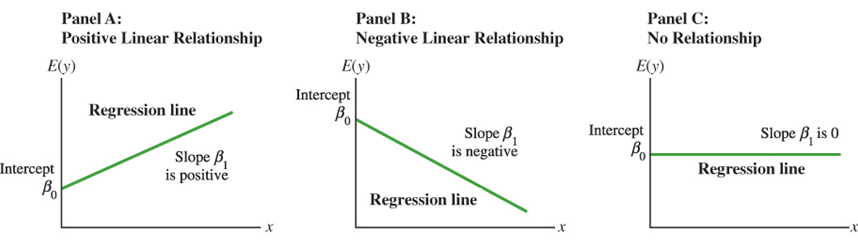 Panel A:
Positive Linear Relationship
E(y)
Regression line
Slope β1
is positive
Intercept
β0
x
Panel B:
Negative Linear Relationship
E(y)
Intercept
β0
Slope β1
is negative
Regression line
x
Panel C:
No Relationship
E(y)
Intercept
β0
Slope β1 is 0
Regression line
x